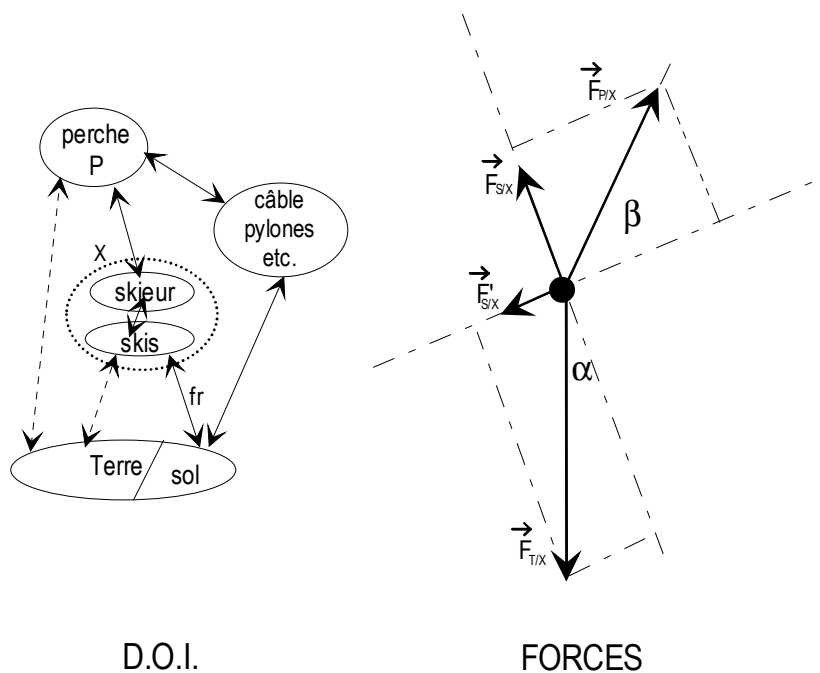 perche
P
câble
pylones
etc.
X
skieur
skis
fr
Terre
sol
D.O.I.
F P/X
F S/X
β
F' S/X
α
F T/X
FORCES